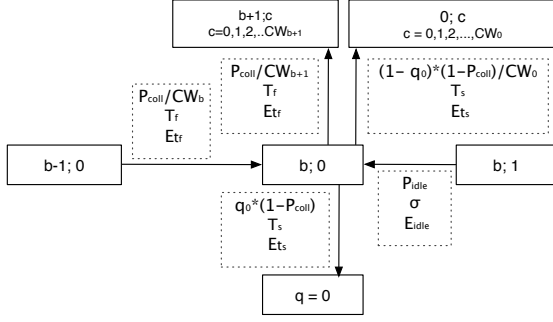 b+1;c
c=0,1,2,..CWb+1
0; c
c = 0,1,2,...,CW0
Pcoll/CWb
Tf
Etf
Pcoll/CWb+1
Tf
Etf
(1- q0)*(1-Pcoll)/CW0
Ts
Ets
b-1; 0
b; 0
b; 1
q0*(1-Pcoll)
Ts
Ets
Pidle
σ
Eidle
q = 0